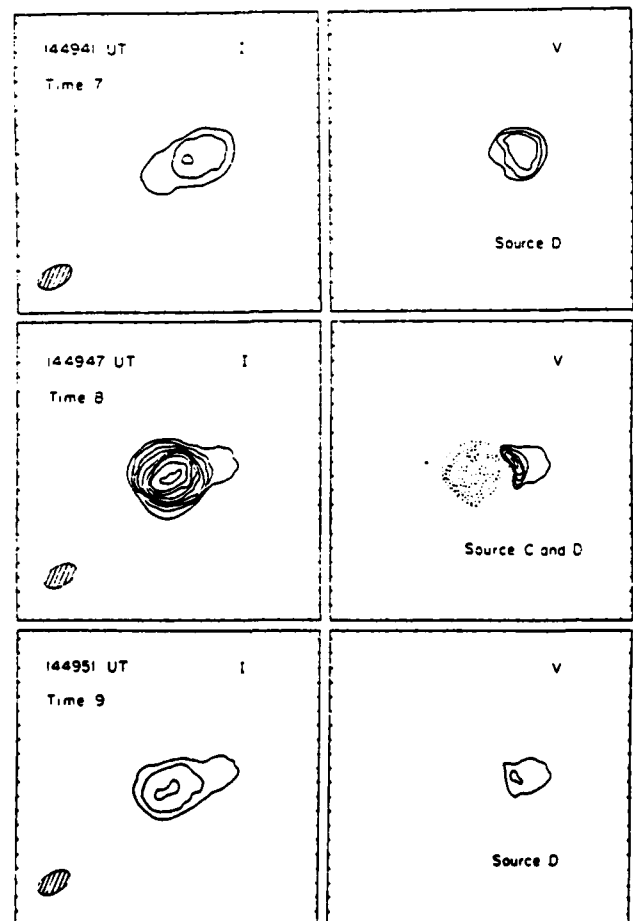 144941 UT I
Time 7
V
Source D
144947 UT I
Time 8
V
Source C and D
144951 UT I
Time 9
V
Source D